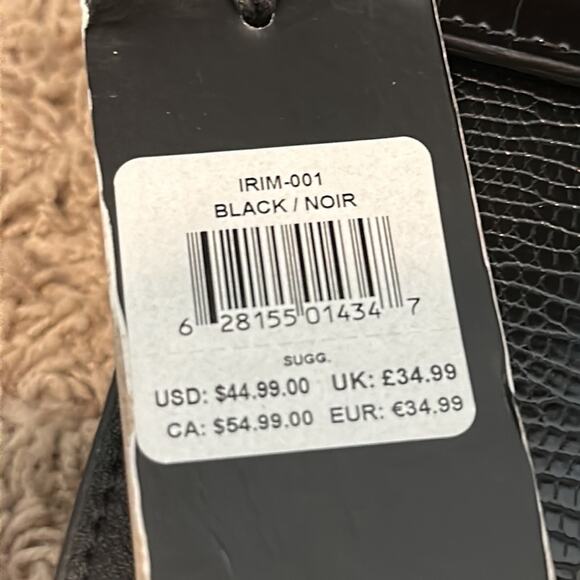 IRIM-001
BLACK / NOIR
6 28155 01434 7
SUGG.
USD: $44.99.00 UK: £34.99
CA: $54.99.00 EUR: €34.99